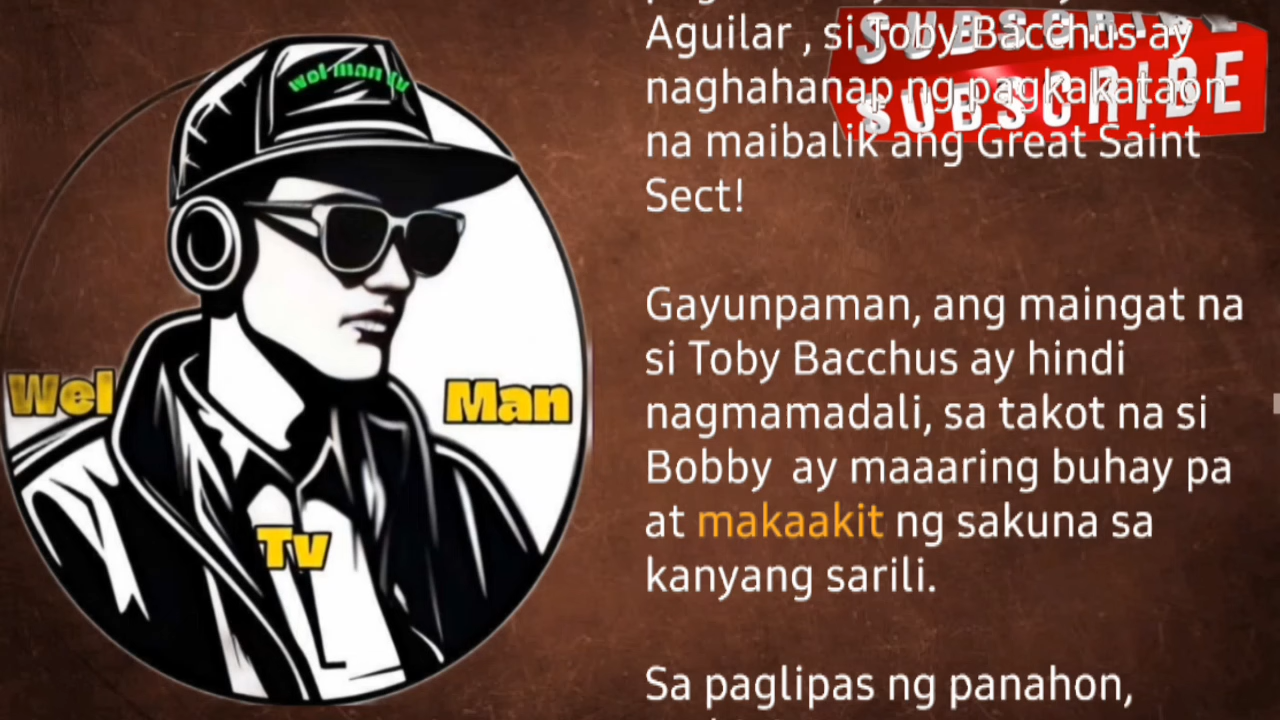 wel man tv
Wel
Man
Tv
SUBSCRIBE
SUBSCRIBE
Aguilar , si Toby Bacchus ay
naghahanap ng pagkakataon
na maibalik ang Great Saint
Sect!
Gayunpaman, ang maingat na
si Toby Bacchus ay hindi
nagmamadali, sa takot na si
Bobby ay maaaring buhay pa
at makaakit ng sakuna sa
kanyang sarili.
Sa paglipas ng panahon,